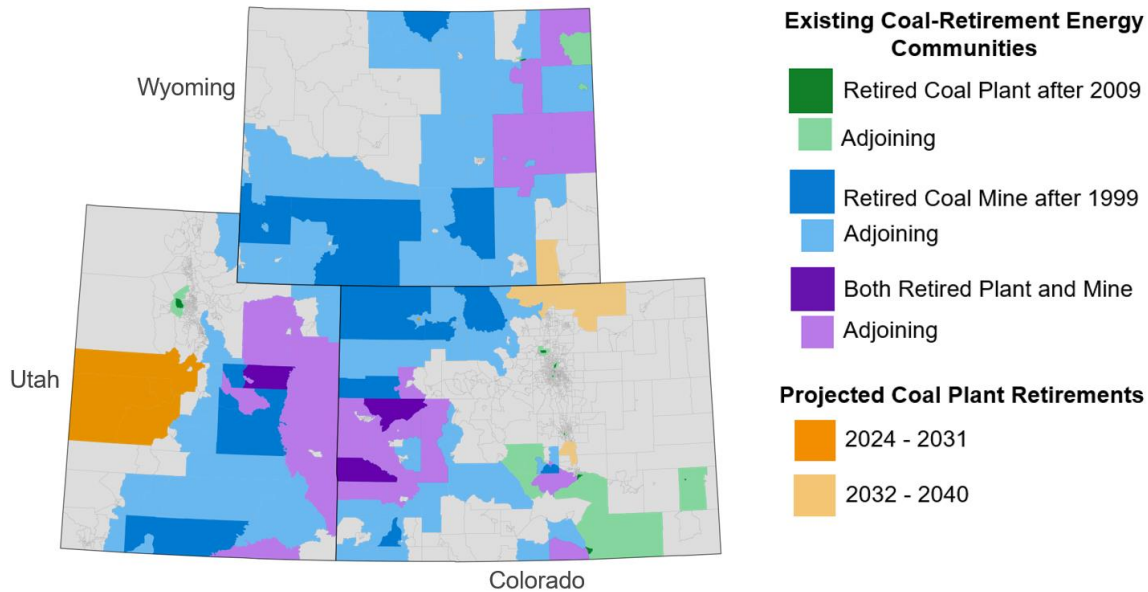 Wyoming
Utah
Colorado
Existing Coal-Retirement Energy
Communities
Retired Coal Plant after 2009
Adjoining
Retired Coal Mine after 1999
Adjoining
Both Retired Plant and Mine
Adjoining
Projected Coal Plant Retirements
2024 - 2031
2032 - 2040